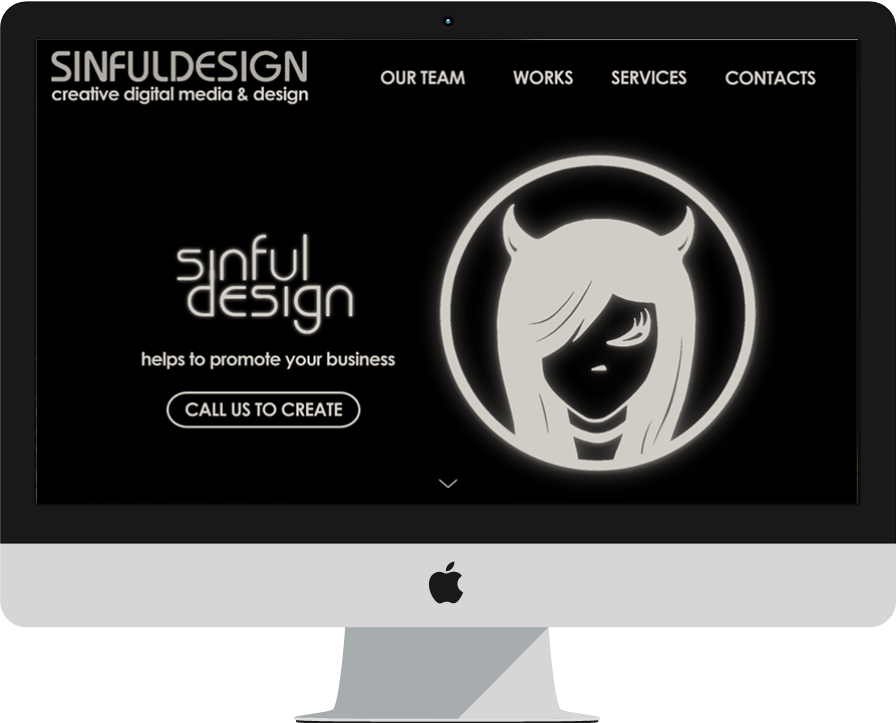 SINFULDESIGN
creative digital media & design
OUR TEAM
WORKS
SERVICES
CONTACTS
sinful
design
helps to promote your business
CALL US TO CREATE